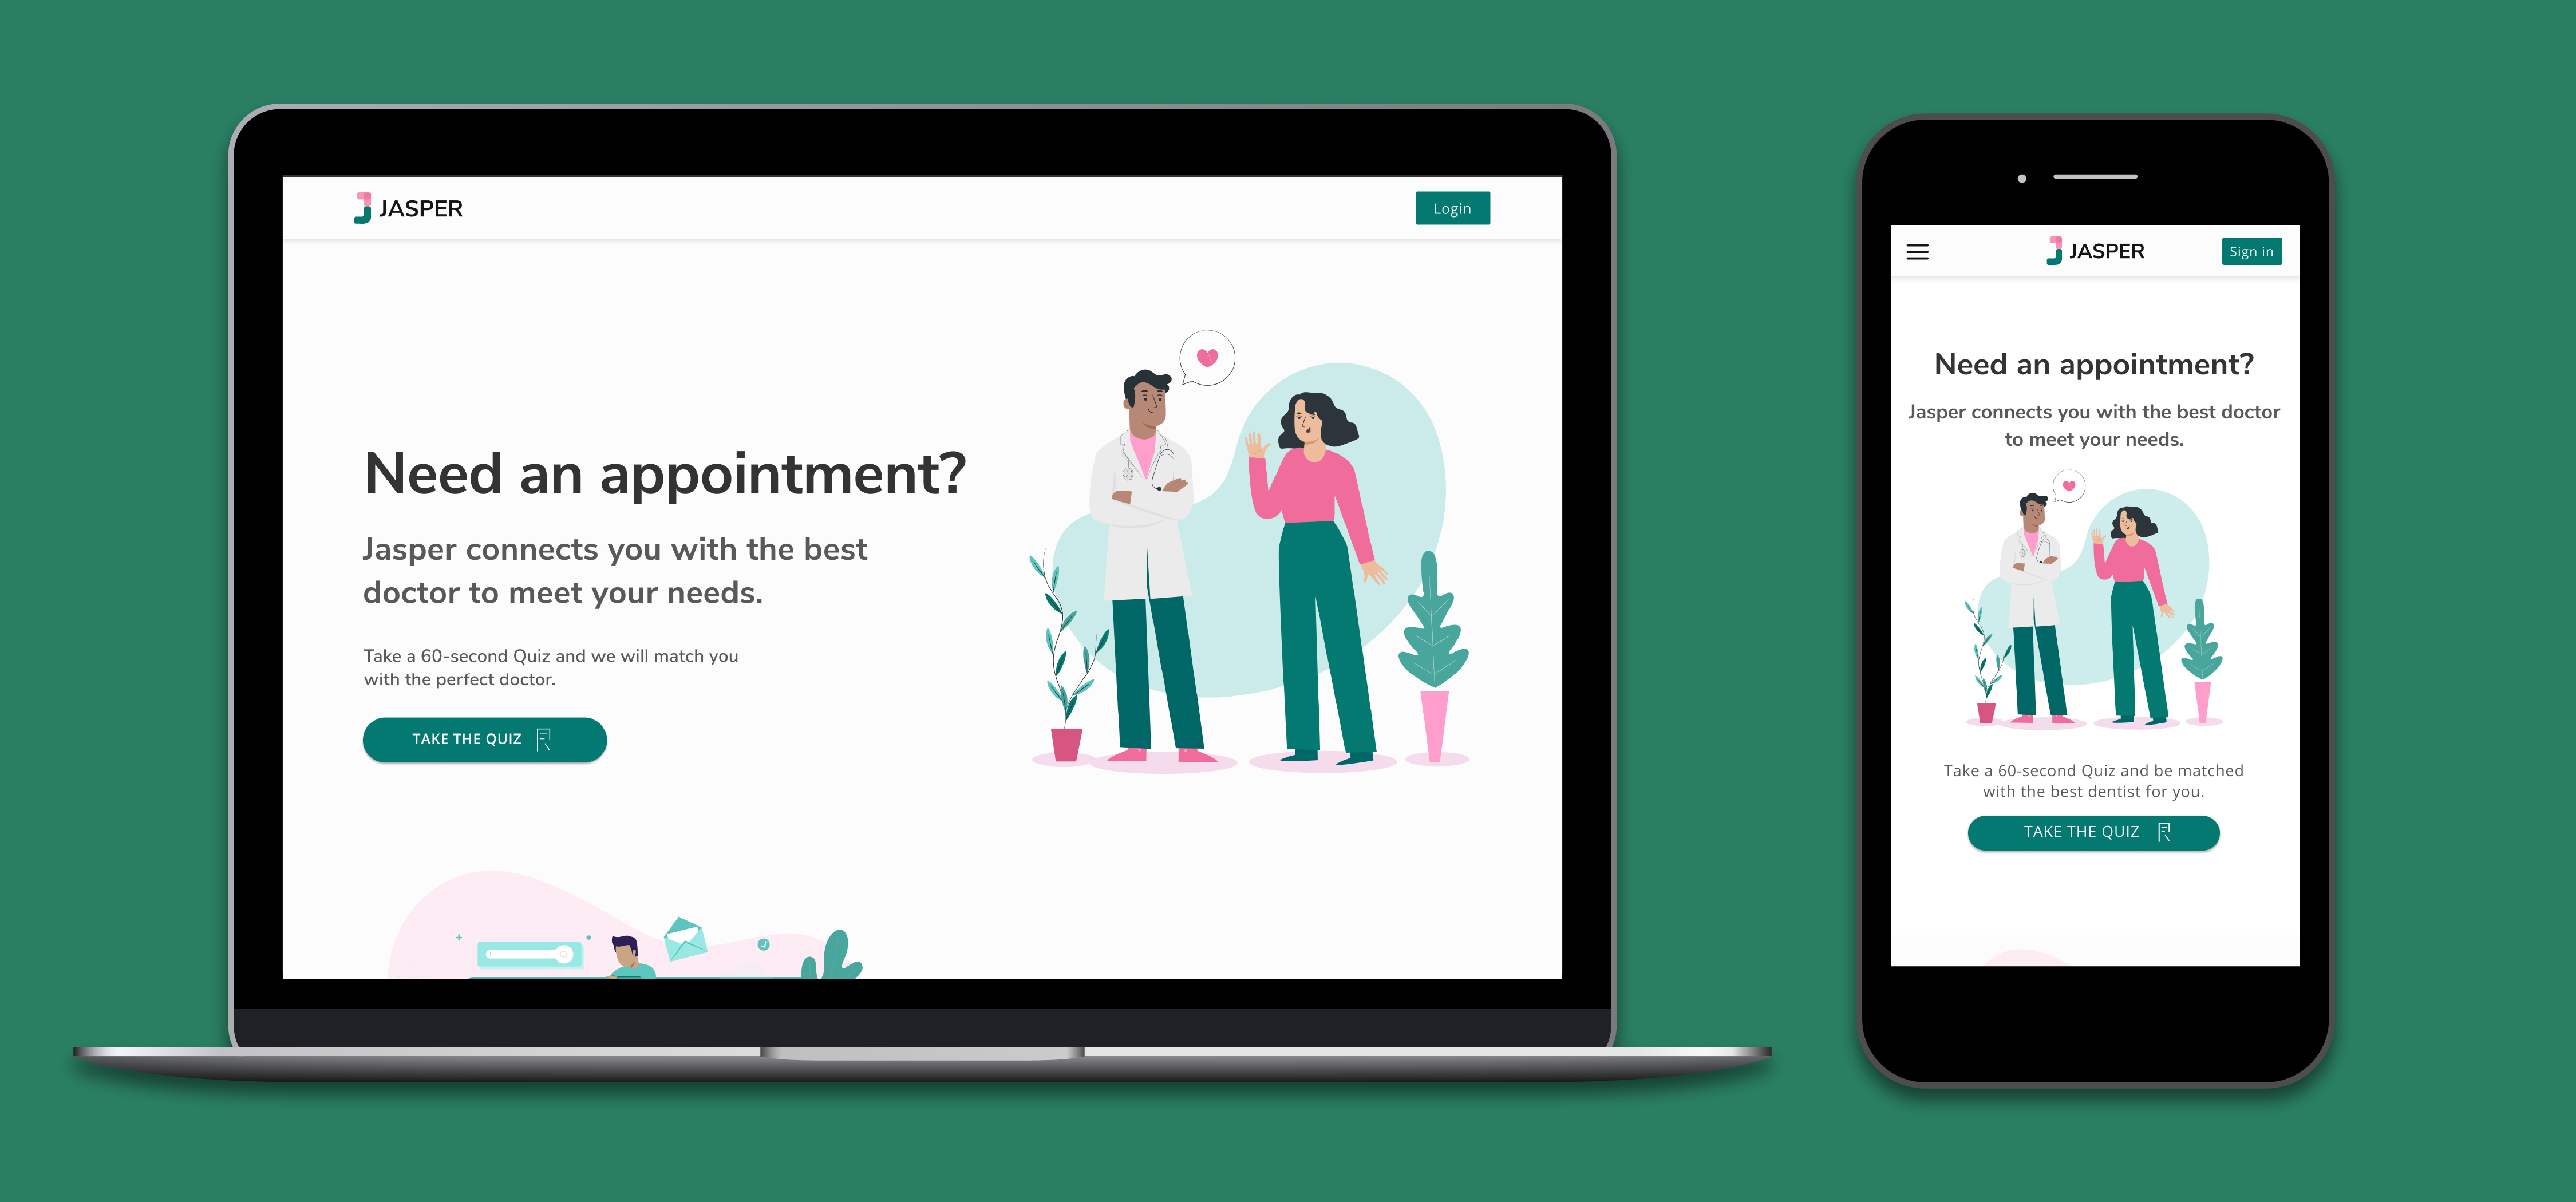 JASPER
Login
Need an appointment?
Jasper connects you with the best
doctor to meet your needs.
Take a 60-second Quiz and we will match you
with the perfect doctor.
TAKE THE QUIZ
JASPER
Sign in
Need an appointment?
Jasper connects you with the best doctor
to meet your needs.
Take a 60-second Quiz and be matched
with the best dentist for you.
TAKE THE QUIZ